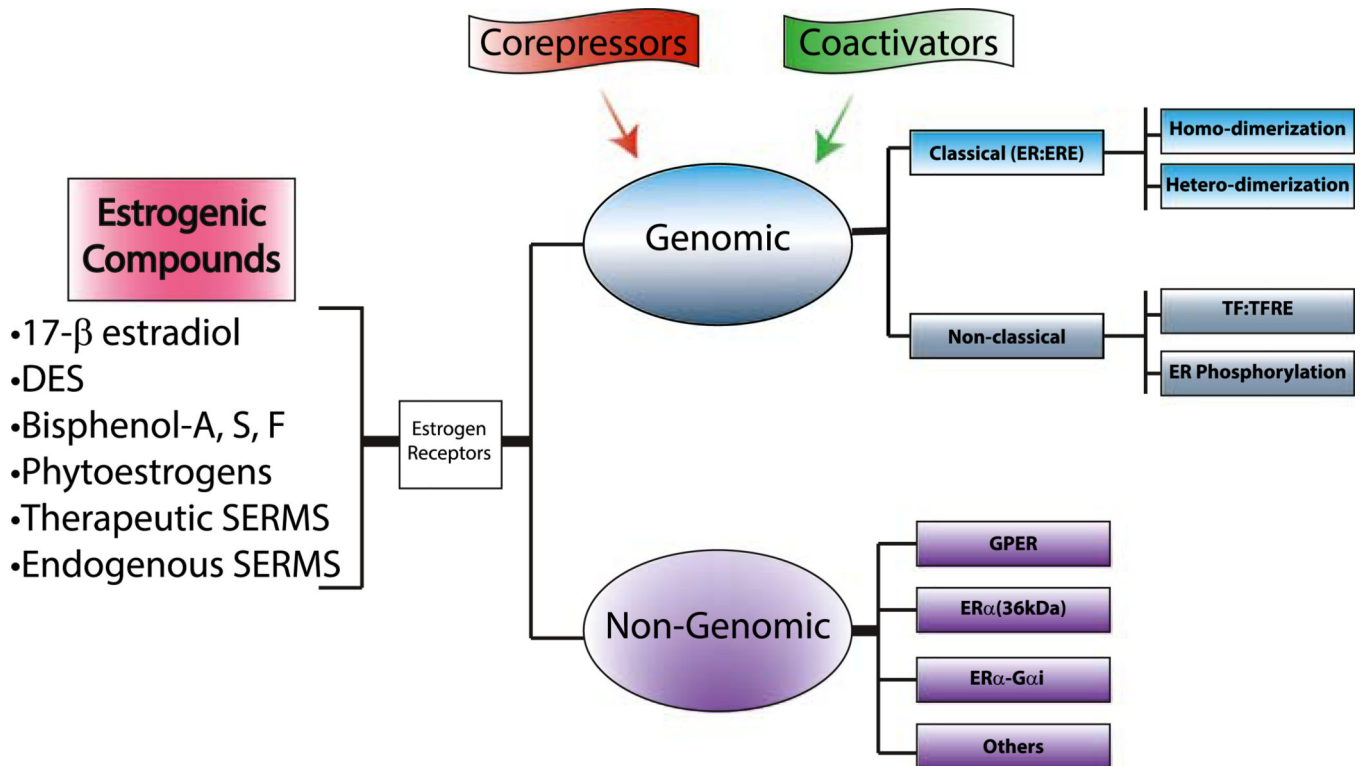 Corepressors
Coactivators
Estrogenic
Compounds
•17-β estradiol
•DES
•Bisphenol-A, S, F
•Phytoestrogens
•Therapeutic SERMS
•Endogenous SERMS
Estrogen
Receptors
Genomic
Classical (ER:ERE)
Homo-dimerization
Hetero-dimerization
Non-classical
TF:TFRE
ER Phosphorylation
Non-Genomic
GPER
ERα(36kDa)
ERα-Gαi
Others